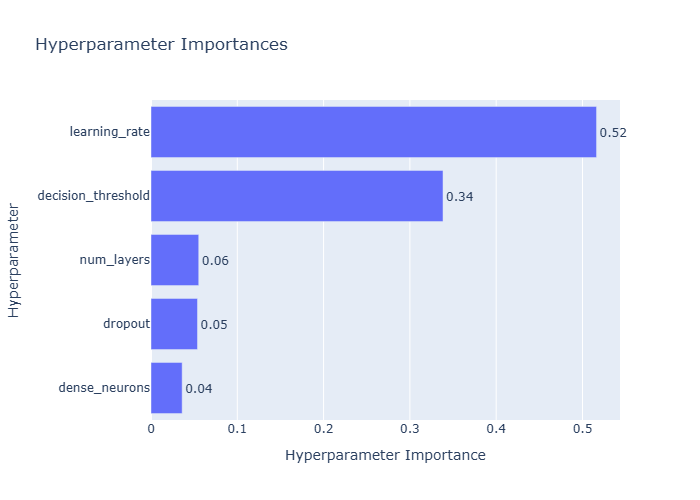 Hyperparameter Importances
Hyperparameter
learning_rate
0.52
decision_threshold
0.34
num_layers
0.06
dropout
0.05
dense_neurons
0.04
0
0.1
0.2
0.3
0.4
0.5
Hyperparameter Importance